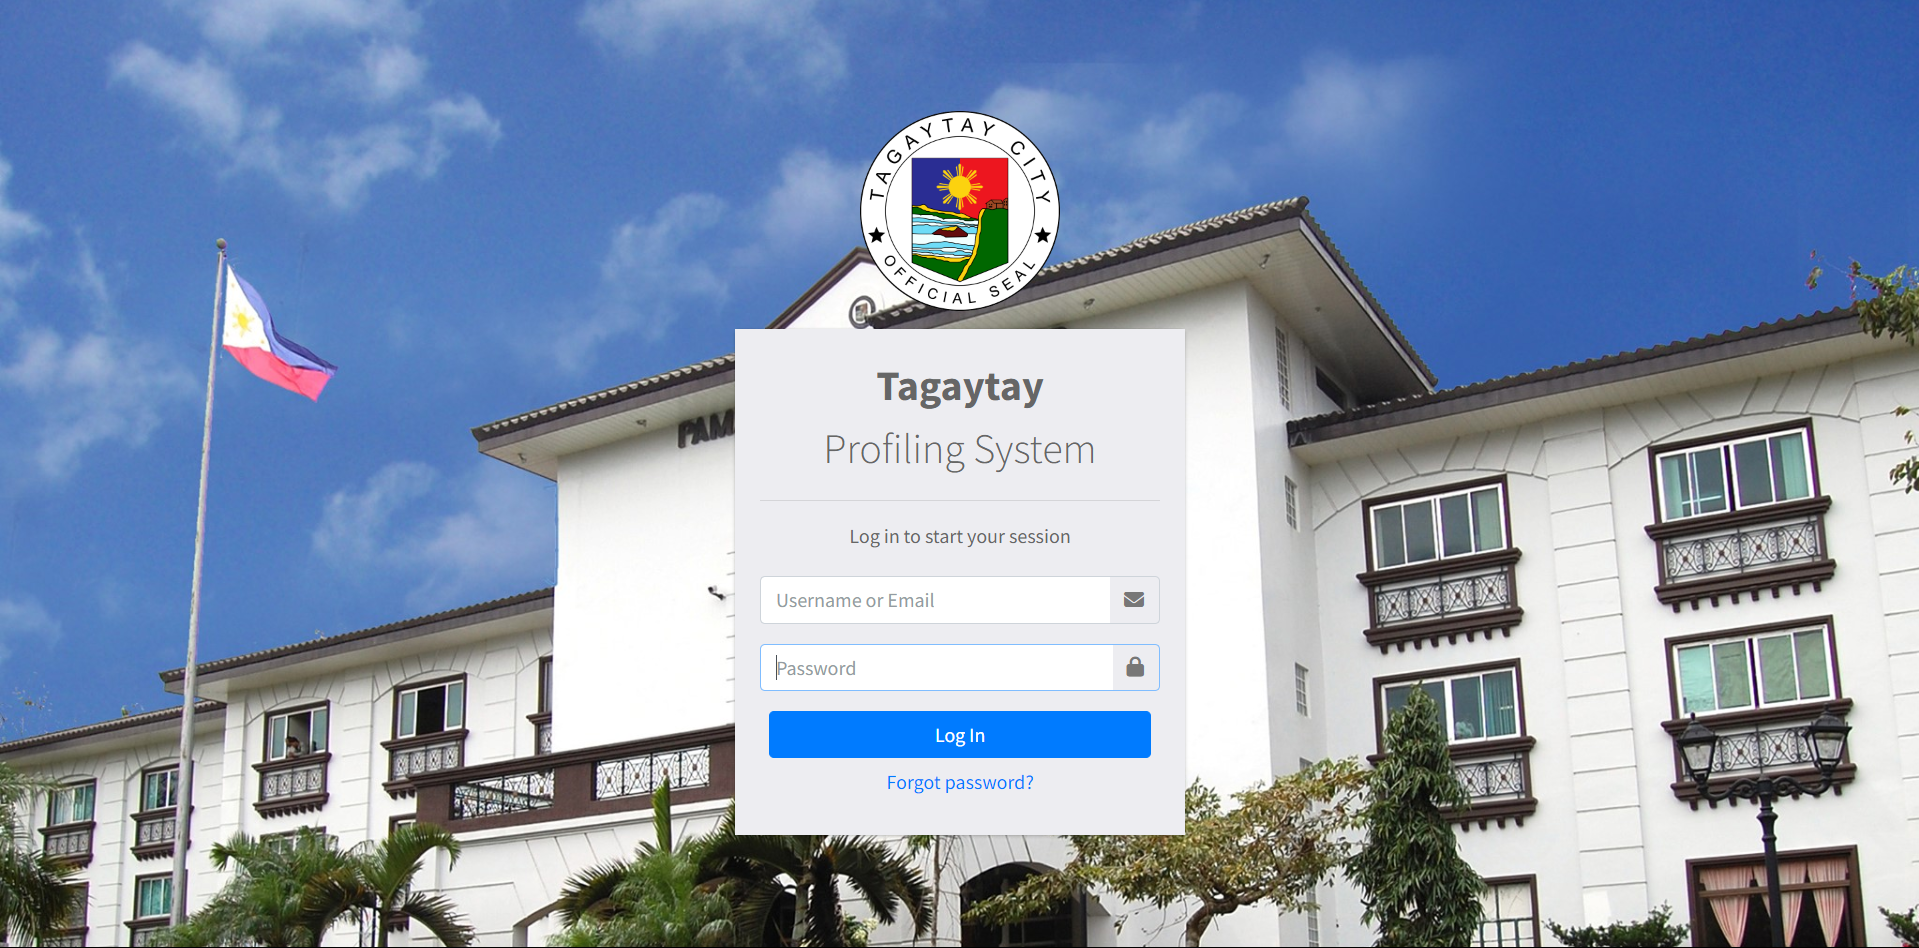 TAGAYTAY CITY
OFFICIAL SEAL
Tagaytay
Profiling System
Log in to start your session
Username or Email
Password
Log In
Forgot password?
PAM